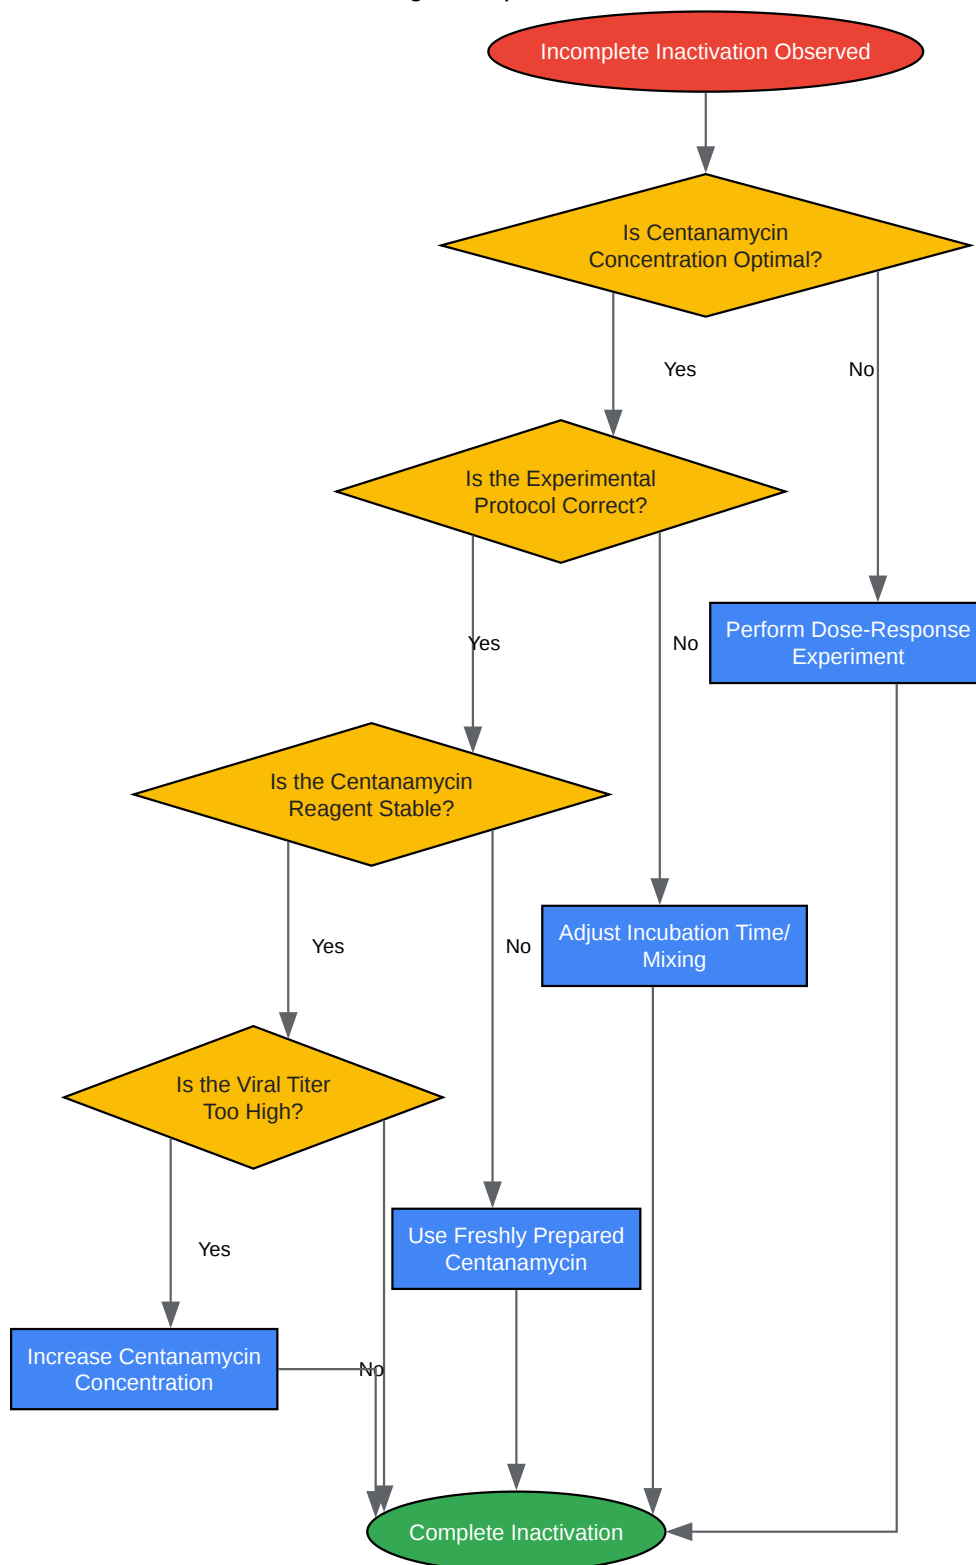 Incomplete Inactivation Observed
Is Centanamycin
Concentration Optimal?
Yes
No
Is the Experimental
Protocol Correct?
Yes
No
Perform Dose-Response
Experiment
Is the Centanamycin
Reagent Stable?
Yes
No
Adjust Incubation Time/
Mixing
Is the Viral Titer
Too High?
Yes
Use Freshly Prepared
Centanamycin
Increase Centanamycin
Concentration
No
Complete Inactivation